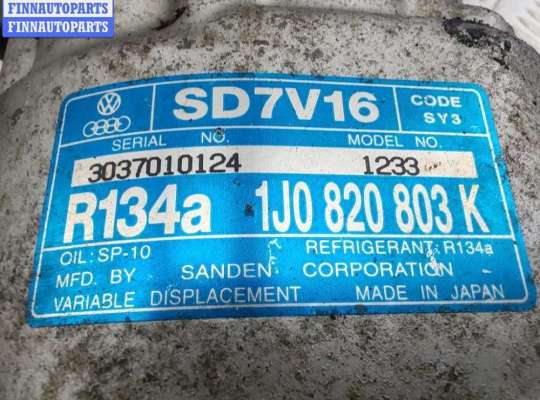 FINNAUTOPARTS
FINNAUTOPARTS
SD7V16
CODE
SY3
SERIAL NO.
MODEL NO.
3037010124
1233
R134a
1J0 820 803 K
OIL: SP-10
REFRIGERANT: R134a
MFD. BY SANDEN CORPORATION
VARIABLE DISPLACEMENT
MADE IN JAPAN